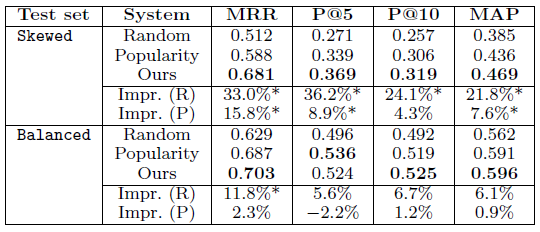 Test set System MRR P@5 P@10 MAP
Skewed Random 0.512 0.271 0.257 0.385
Popularity 0.588 0.339 0.306 0.436
Ours 0.681 0.369 0.319 0.469
Impr. (R) 33.0%* 36.2%* 24.1%* 21.8%*
Impr. (P) 15.8%* 8.9%* 4.3% 7.6%*
Balanced Random 0.629 0.496 0.492 0.562
Popularity 0.687 0.536 0.519 0.591
Ours 0.703 0.524 0.525 0.596
Impr. (R) 11.8%* 5.6% 6.7% 6.1%
Impr. (P) 2.3% −2.2% 1.2% 0.9%